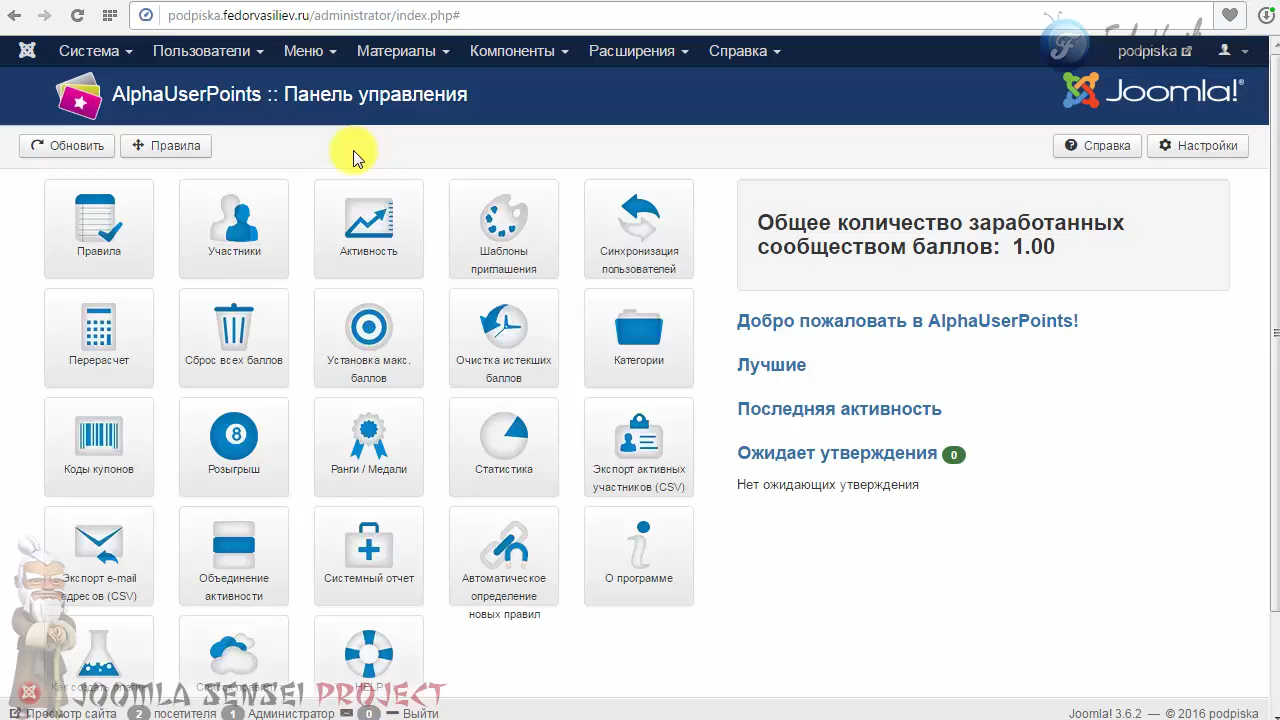 podpiska.fedorvasiliev.ru/administrator/index.php#
Система Пользователи Меню Материалы Компоненты Расширения Справка podpiska
AlphaUserPoints :: Панель управления
Joomla!®
Обновить Правила Справка Настройки
Правила
Участники
Активность
Шаблоны
приглашения
Синхронизация
пользователей
Перерасчет
Сброс всех баллов
Установка макс.
баллов
Очистка истекших
баллов
Категории
Коды купонов
Розыгрыш
8
Ранги / Медали
Статистика
Экспорт активных
участников (CSV)
Экспорт e-mail
адресов (CSV)
Объединение
активности
Системный отчет
Автоматическое
определение
новых правил
О программе
HELP
Общее количество заработанных
сообществом баллов: 1.00
Добро пожаловать в AlphaUserPoints!
Лучшие
Последняя активность
Ожидает утверждения 0
Нет ожидающих утверждения
JOOMLA SENSEI PROJECT
Просмотр сайта 2 посетителя 1 Администратор 0 Выйти
Joomla! 3.6.2 — © 2016 podpiska